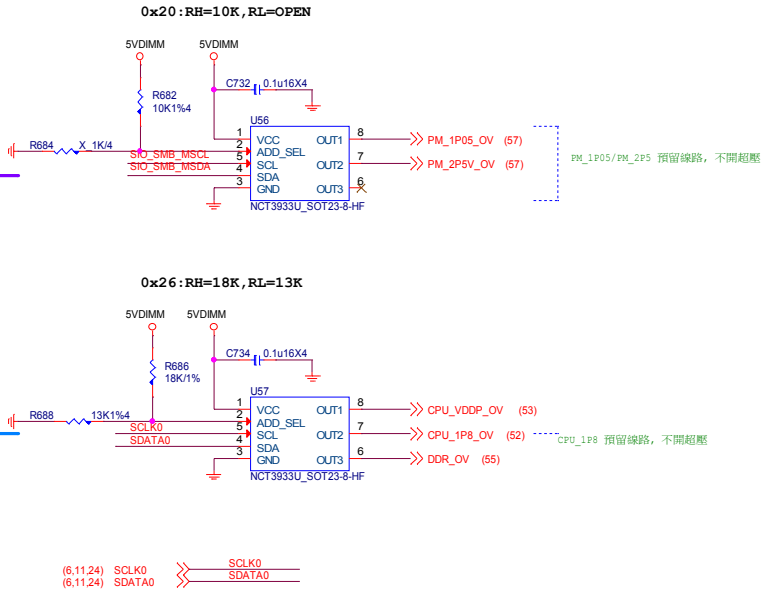 0x20:RH=10K,RL=OPEN
5VDIMM
5VDIMM
C732
0.1u16X4
R682
10K1%4
U56
R684
X_1K/4
1
2
5
4
3
VCC
ADD_SEL
SCL
SDA
GND
OUT1
OUT2
OUT3
8
7
6
PM_1P05_OV (57)
PM_2P5V_OV (57)
SIO_SMB_MSCL
SIO_SMB_MSDA
PM_1P05/PM_2P5 預留線路, 不開超壓
NCT3933U_SOT23-8-HF
0x26:RH=18K,RL=13K
5VDIMM
5VDIMM
C734
0.1u16X4
R686
18K/1%
U57
R688
13K1%4
1
2
5
4
3
VCC
ADD_SEL
SCL
SDA
GND
OUT1
OUT2
OUT3
8
7
6
CPU_VDDP_OV (53)
CPU_1P8_OV (52)
DDR_OV (55)
SCLK0
SDATA0
CPU_1P8 預留線路, 不開超壓
NCT3933U_SOT23-8-HF
(6,11,24) SCLK0
(6,11,24) SDATA0
SCLK0
SDATA0